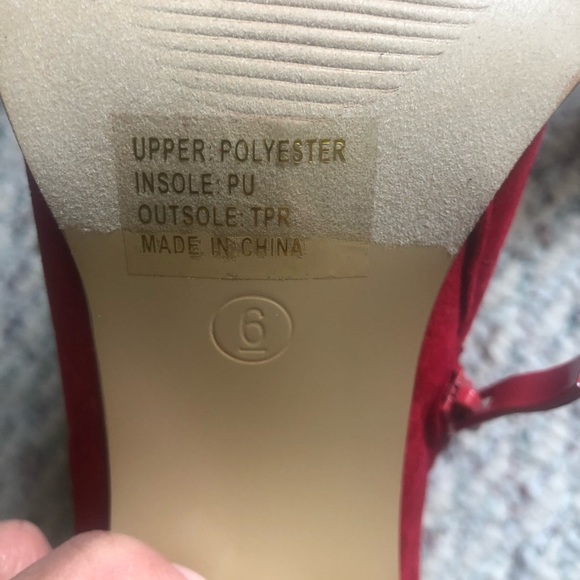 UPPER: POLYESTER
INSOLE: PU
OUTSOLE: TPR
MADE IN CHINA
6